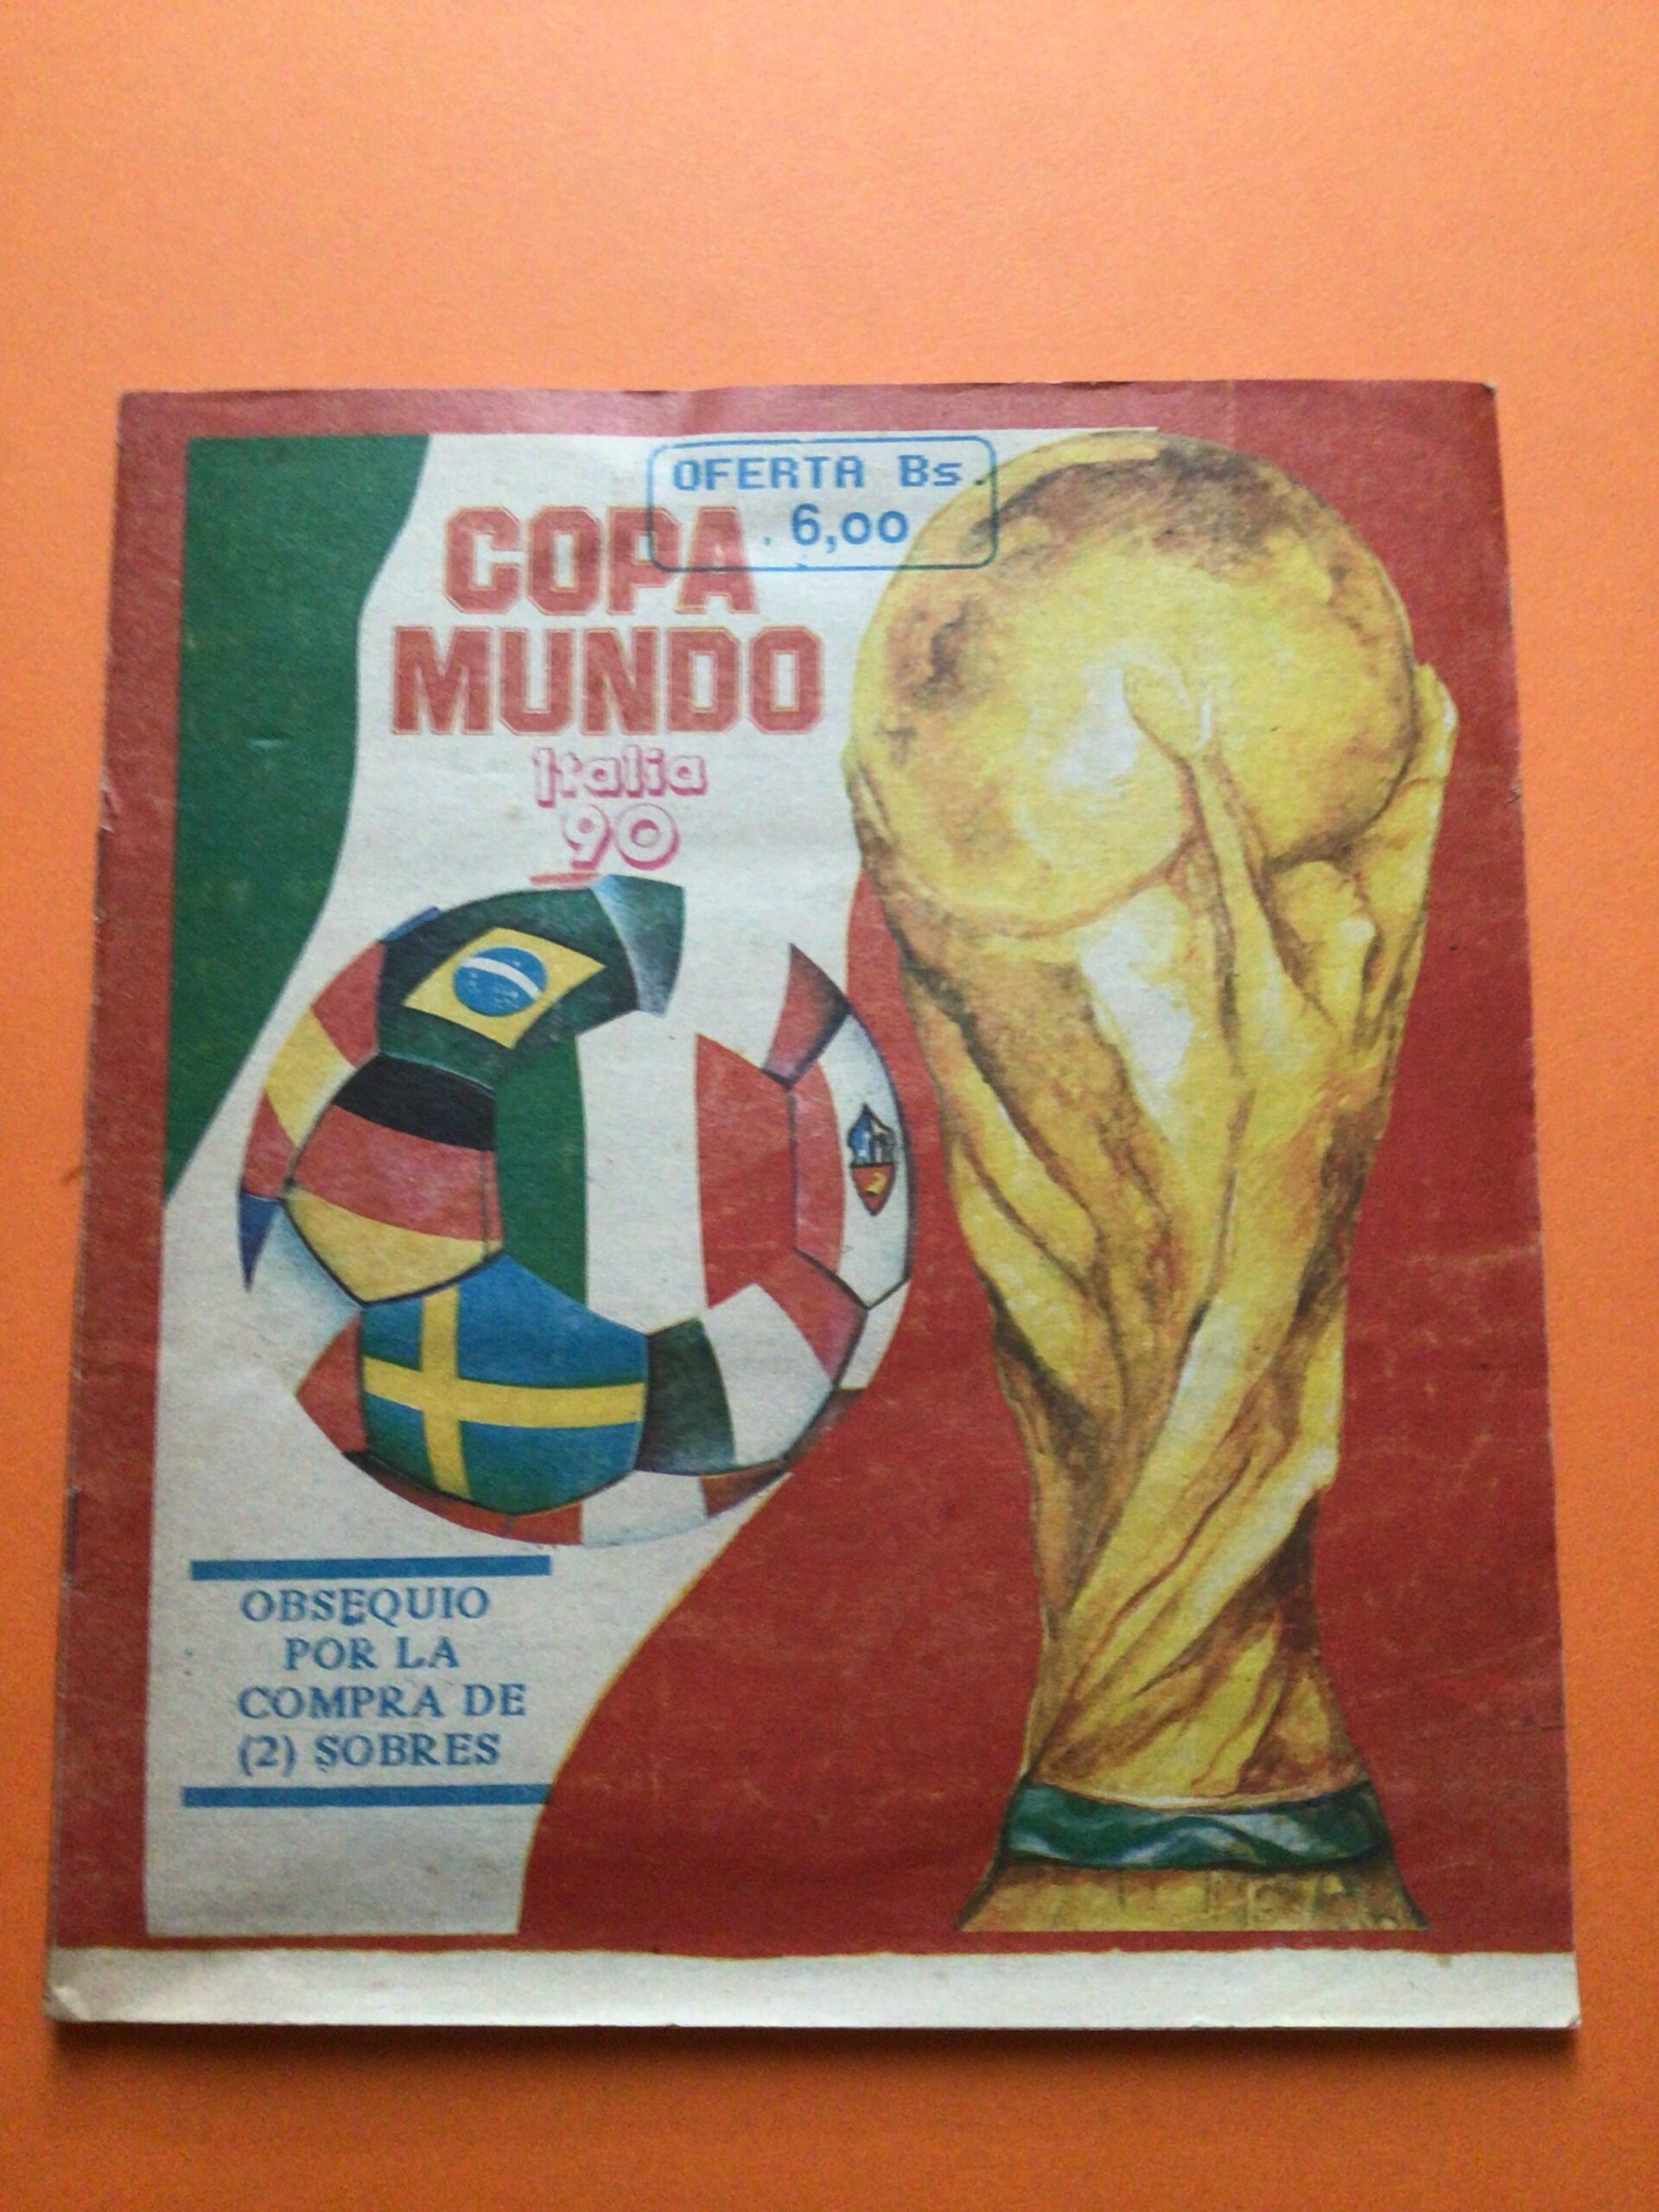 OFERTA Bs.
6,00
COPA
MUNDO
Italia
'90
OBSEQUIO
POR LA
COMPRA DE
(2) SOBRES